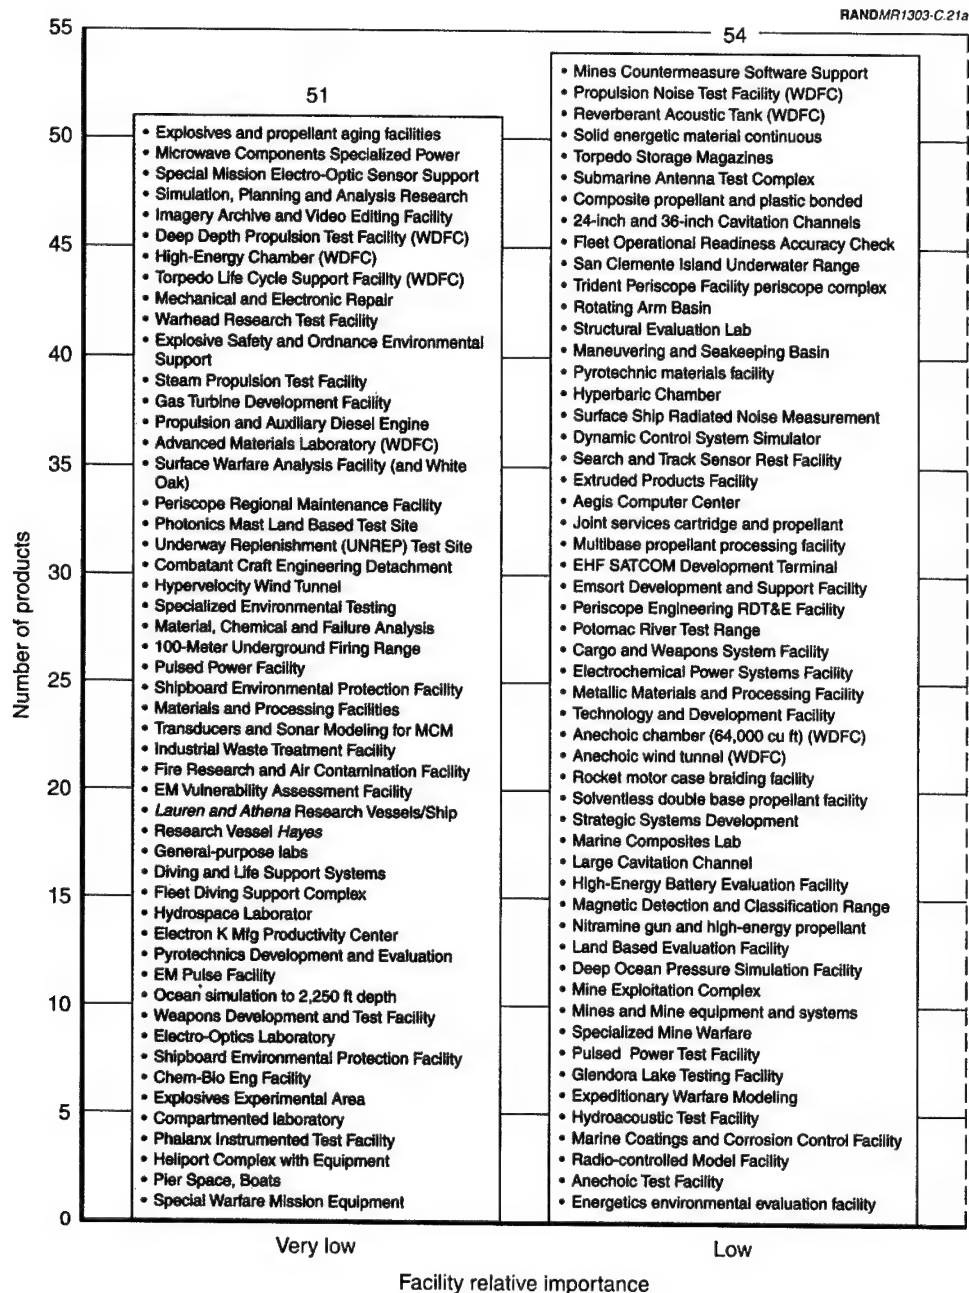 RANDMR1303-C.21a
55
50
45
40
35
30
25
20
15
10
5
0
Number of products
51
• Explosives and propellant aging facilities
• Microwave Components Specialized Power
• Special Mission Electro-Optic Sensor Support
• Simulation, Planning and Analysis Research
• Imagery Archive and Video Editing Facility
• Deep Depth Propulsion Test Facility (WDFC)
• High-Energy Chamber (WDFC)
• Torpedo Life Cycle Support Facility (WDFC)
• Mechanical and Electronic Repair
• Warhead Research Test Facility
• Explosive Safety and Ordnance Environmental
Support
• Steam Propulsion Test Facility
• Gas Turbine Development Facility
• Propulsion and Auxiliary Diesel Engine
• Advanced Materials Laboratory (WDFC)
• Surface Warfare Analysis Facility (and White
Oak)
• Periscope Regional Maintenance Facility
• Photonics Mast Land Based Test Site
• Underway Replenishment (UNREP) Test Site
• Combatant Craft Engineering Detachment
• Hypervelocity Wind Tunnel
• Specialized Environmental Testing
• Material, Chemical and Failure Analysis
• 100-Meter Underground Firing Range
• Pulsed Power Facility
• Shipboard Environmental Protection Facility
• Materials and Processing Facilities
• Transducers and Sonar Modeling for MCM
• Industrial Waste Treatment Facility
• Fire Research and Air Contamination Facility
• EM Vulnerability Assessment Facility
• Lauren and Athena Research Vessels/Ship
• Research Vessel Hayes
• General-purpose labs
• Diving and Life Support Systems
• Fleet Diving Support Complex
• Hydrospace Laborator
• Electron K Mfg Productivity Center
• Pyrotechnics Development and Evaluation
• EM Pulse Facility
• Ocean simulation to 2,250 ft depth
• Weapons Development and Test Facility
• Electro-Optics Laboratory
• Shipboard Environmental Protection Facility
• Chem-Bio Eng Facility
• Explosives Experimental Area
• Compartmented laboratory
• Phalanx Instrumented Test Facility
• Heliport Complex with Equipment
• Pier Space, Boats
• Special Warfare Mission Equipment
54
• Mines Countermeasure Software Support
• Propulsion Noise Test Facility (WDFC)
• Reverberant Acoustic Tank (WDFC)
• Solid energetic material continuous
• Torpedo Storage Magazines
• Submarine Antenna Test Complex
• Composite propellant and plastic bonded
• 24-inch and 36-inch Cavitation Channels
• Fleet Operational Readiness Accuracy Check
• San Clemente Island Underwater Range
• Trident Periscope Facility periscope complex
• Rotating Arm Basin
• Structural Evaluation Lab
• Maneuvering and Seakeeping Basin
• Pyrotechnic materials facility
• Hyperbaric Chamber
• Surface Ship Radiated Noise Measurement
• Dynamic Control System Simulator
• Search and Track Sensor Rest Facility
• Extruded Products Facility
• Aegis Computer Center
• Joint services cartridge and propellant
• Multibase propellant processing facility
• EHF SATCOM Development Terminal
• Emsort Development and Support Facility
• Periscope Engineering RDT&E Facility
• Potomac River Test Range
• Cargo and Weapons System Facility
• Electrochemical Power Systems Facility
• Metallic Materials and Processing Facility
• Technology and Development Facility
• Anechoic chamber (64,000 cu ft) (WDFC)
• Anechoic wind tunnel (WDFC)
• Rocket motor case braiding facility
• Solventless double base propellant facility
• Strategic Systems Development
• Marine Composites Lab
• Large Cavitation Channel
• High-Energy Battery Evaluation Facility
• Magnetic Detection and Classification Range
• Nitramine gun and high-energy propellant
• Land Based Evaluation Facility
• Deep Ocean Pressure Simulation Facility
• Mine Exploitation Complex
• Mines and Mine equipment and systems
• Specialized Mine Warfare
• Pulsed Power Test Facility
• Glendora Lake Testing Facility
• Expeditionary Warfare Modeling
• Hydroacoustic Test Facility
• Marine Coatings and Corrosion Control Facility
• Radio-controlled Model Facility
• Anechoic Test Facility
• Energetics environmental evaluation facility
Very low
Low
Facility relative importance